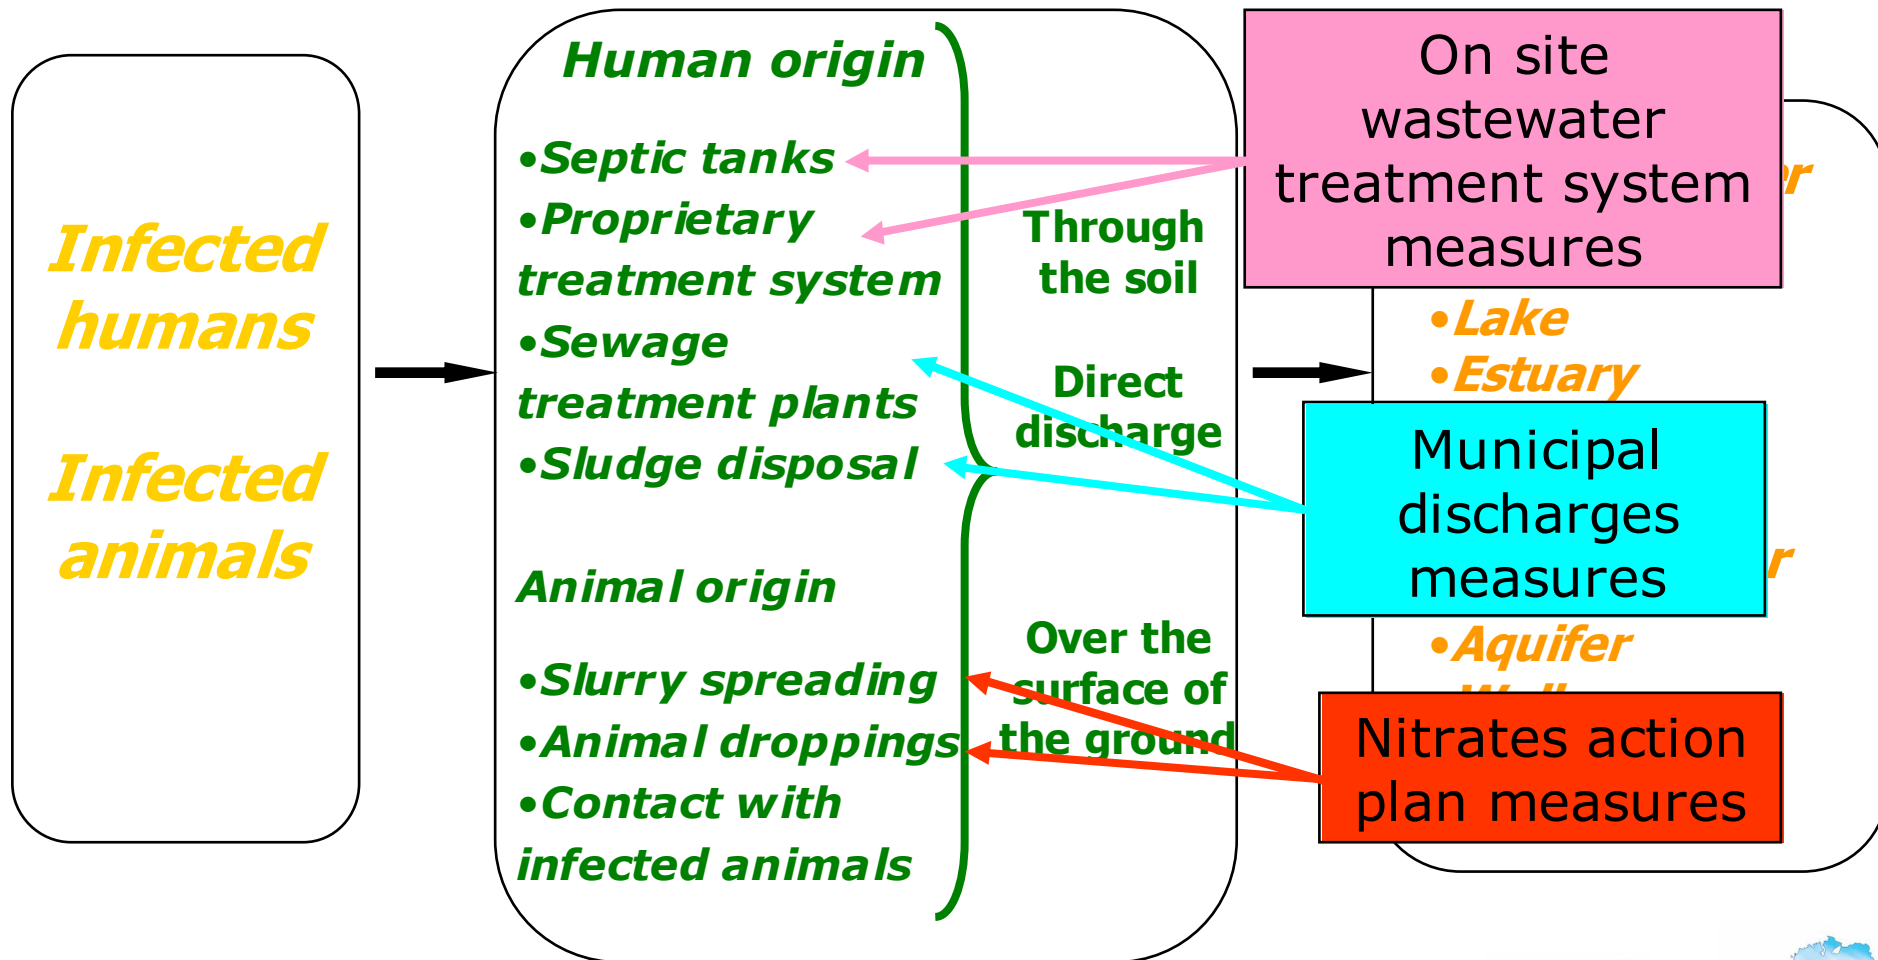 Infected
humans
Infected
animals
Human origin
•Septic tanks
•Proprietary
treatment system
•Sewage
treatment plants
•Sludge disposal
Animal origin
•Slurry spreading
•Animal droppings
•Contact with
infected animals
Through
the soil
Direct
discharge
Over the
surface of
the ground
On site
wastewater
treatment system
measures
•Lake
•Estuary
Municipal
discharges
measures
•Aquifer
Nitrates action
plan measures